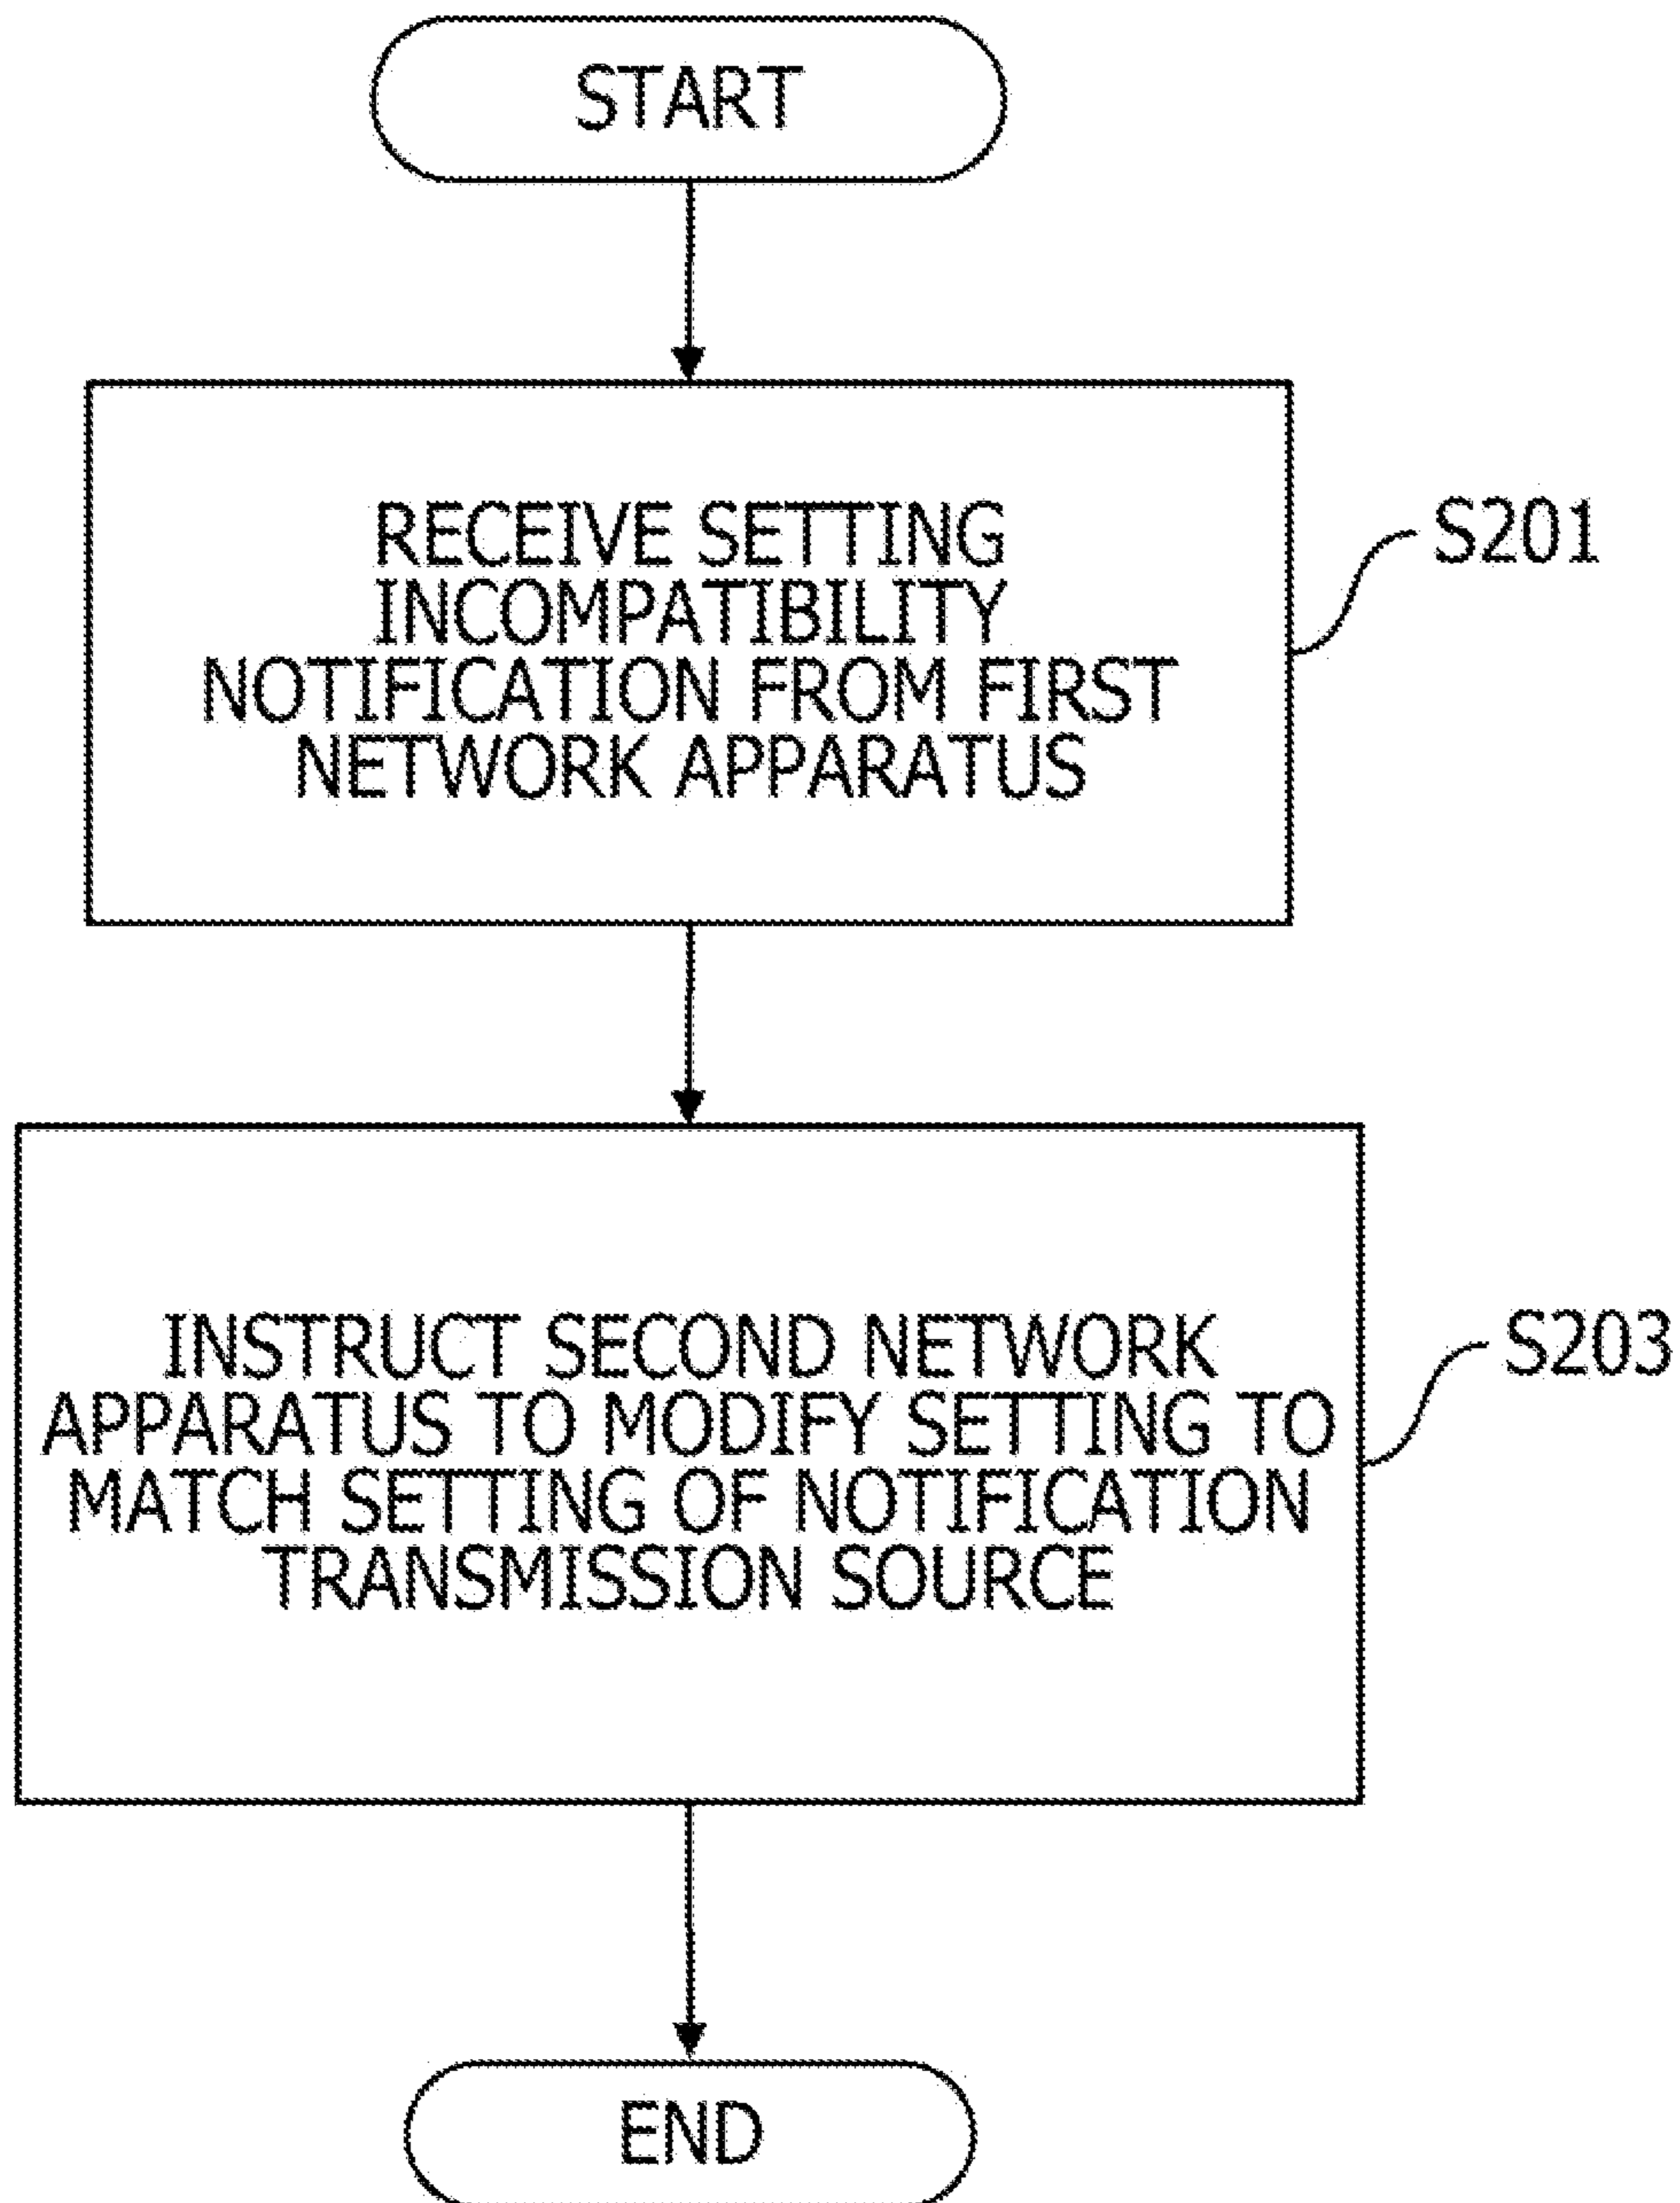 START
RECEIVE SETTING
INCOMPATIBILITY
NOTIFICATION FROM FIRST
NETWORK APPARATUS
S201
INSTRUCT SECOND NETWORK
APPARATUS TO MODIFY SETTING TO
MATCH SETTING OF NOTIFICATION
TRANSMISSION SOURCE
S203
END